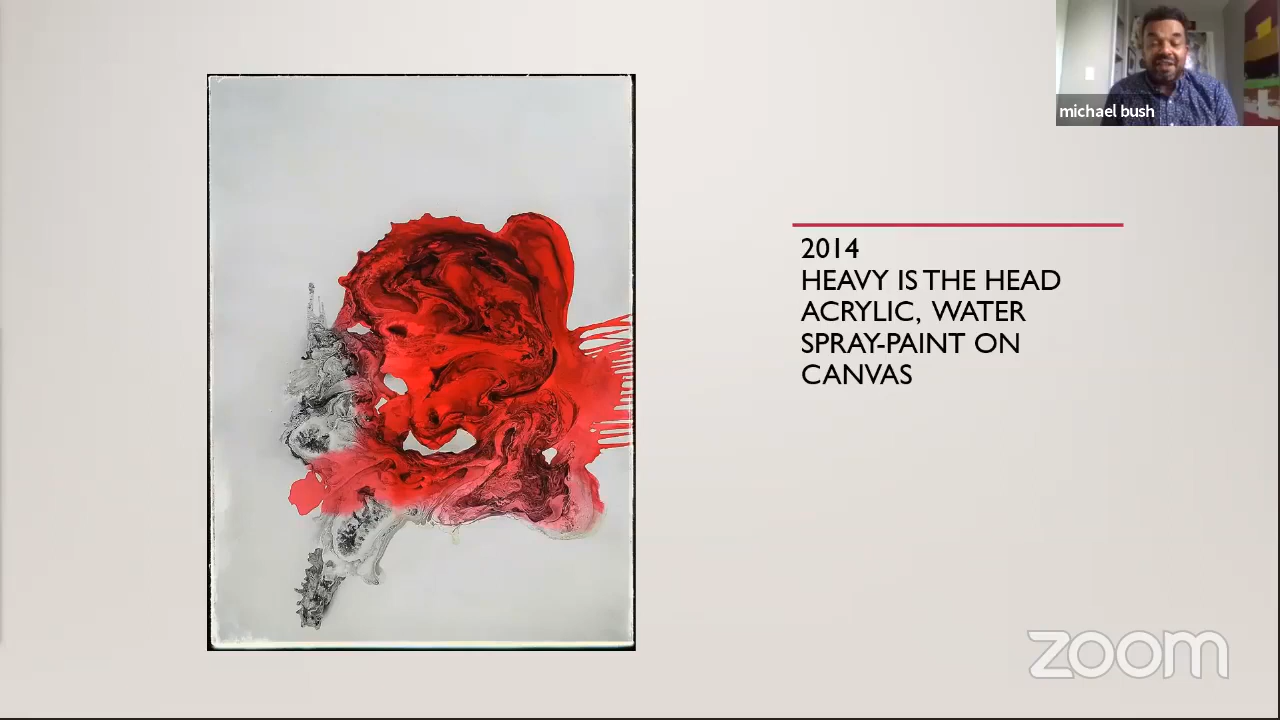 michael bush
2014
HEAVY IS THE HEAD
ACRYLIC, WATER
SPRAY-PAINT ON
CANVAS
zoom